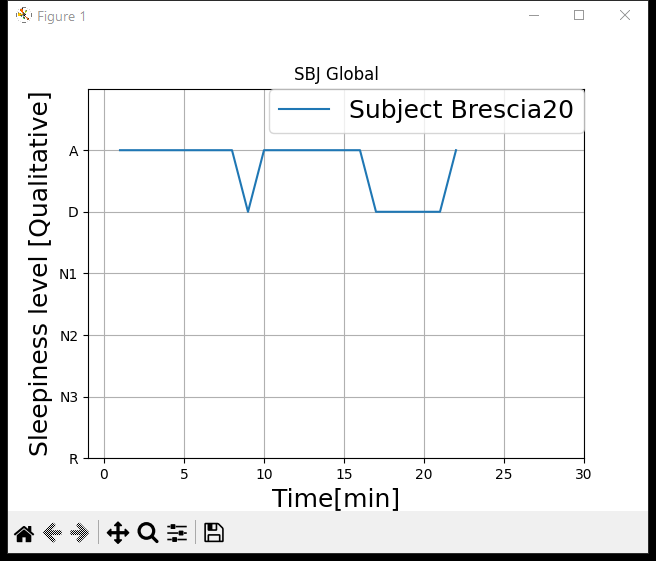 Figure 1
SBJ Global
Subject Brescia20
Sleepiness level [Qualitative]
A
D
N1
N2
N3
R
0 5 10 15 20 25 30
Time[min]